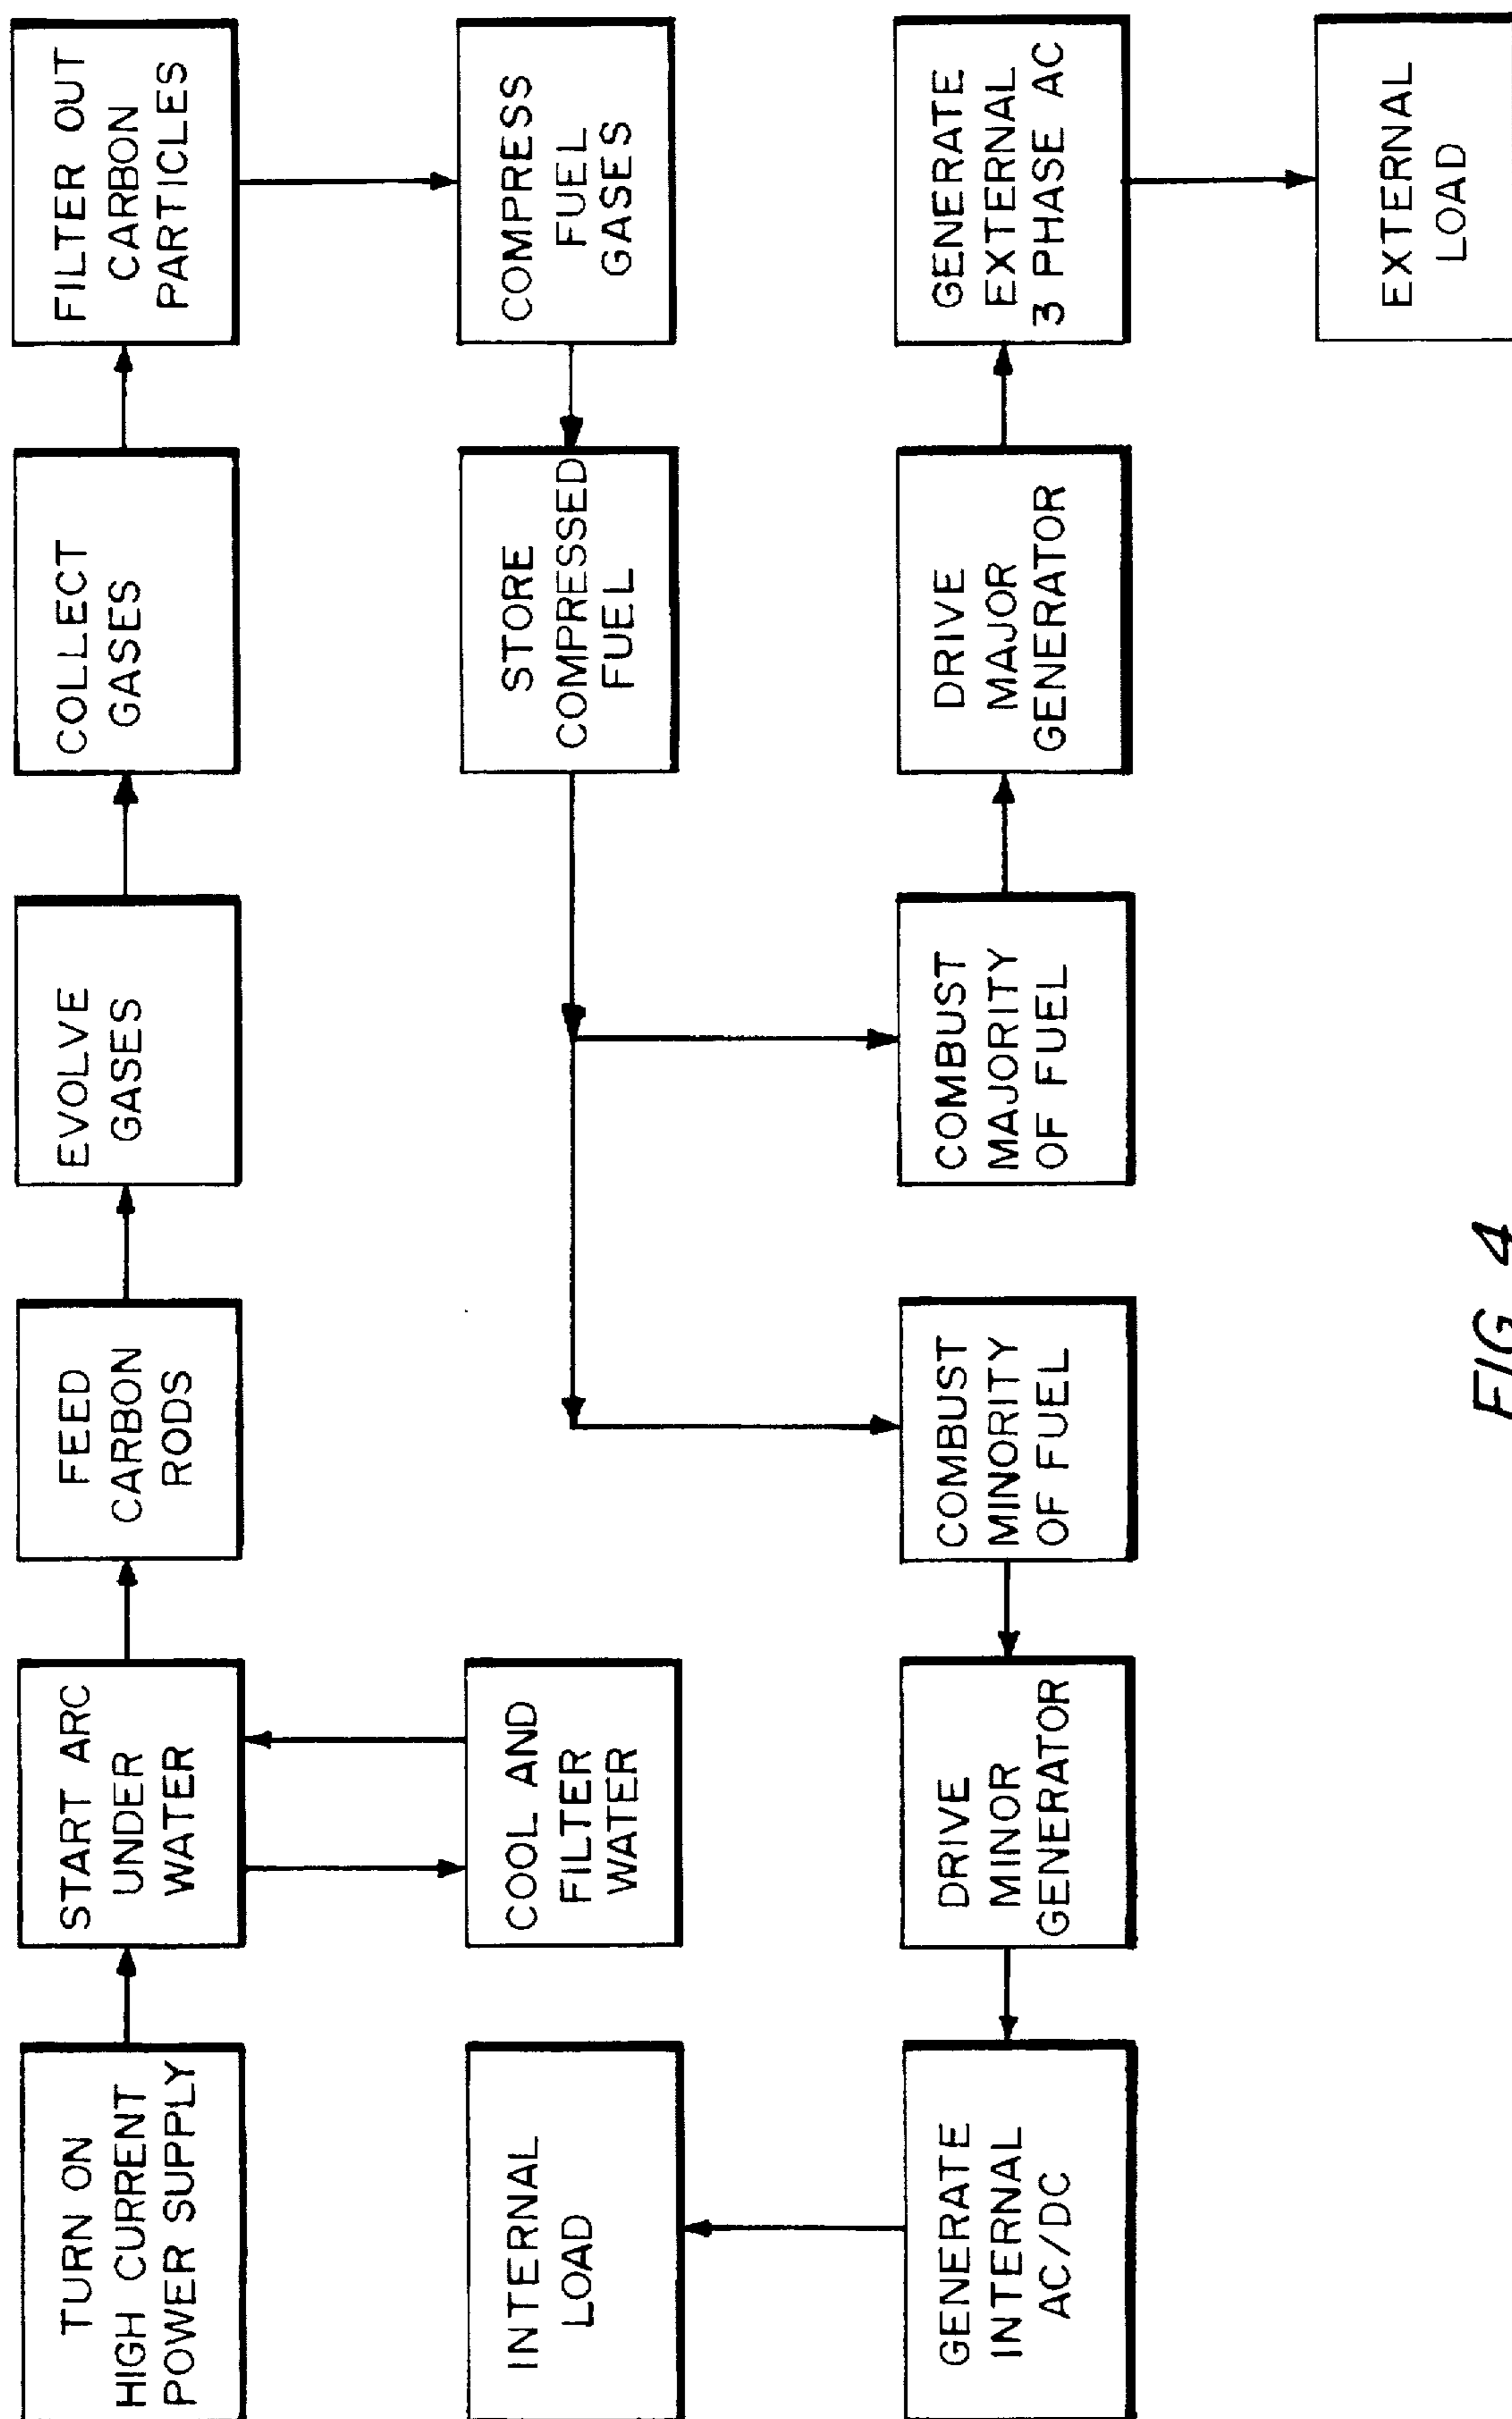 TURN ON
HIGH CURRENT
POWER SUPPLY
START ARC
UNDER
WATER
FEED
CARBON
RODS
EVOLVE
GASES
COLLECT
GASES
FILTER OUT
CARBON
PARTICLES
INTERNAL
LOAD
COOL AND
FILTER
WATER
STORE
COMPRESSED
FUEL
COMPRESS
FUEL
GASES
GENERATE
INTERNAL
AC/DC
DRIVE
MINOR
GENERATOR
COMBUST
MINORITY
OF FUEL
COMBUST
MAJORITY
OF FUEL
DRIVE
MAJOR
GENERATOR
GENERATE
EXTERNAL
3 PHASE AC
EXTERNAL
LOAD
FIG 4